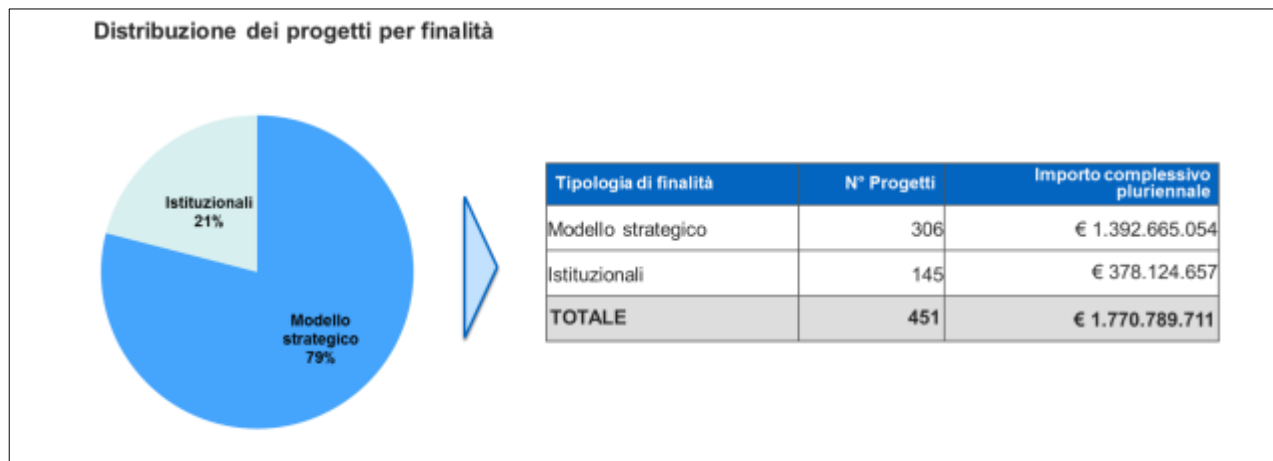 Distribuzione dei progetti per finalità
Istituzionali
21%
Modello
strategico
79%
Tipologia di finalità N° Progetti Importo complessivo
pluriennale
Modello strategico 306 € 1.392.665.054
Istituzionali 145 € 378.124.657
TOTALE 451 € 1.770.789.711